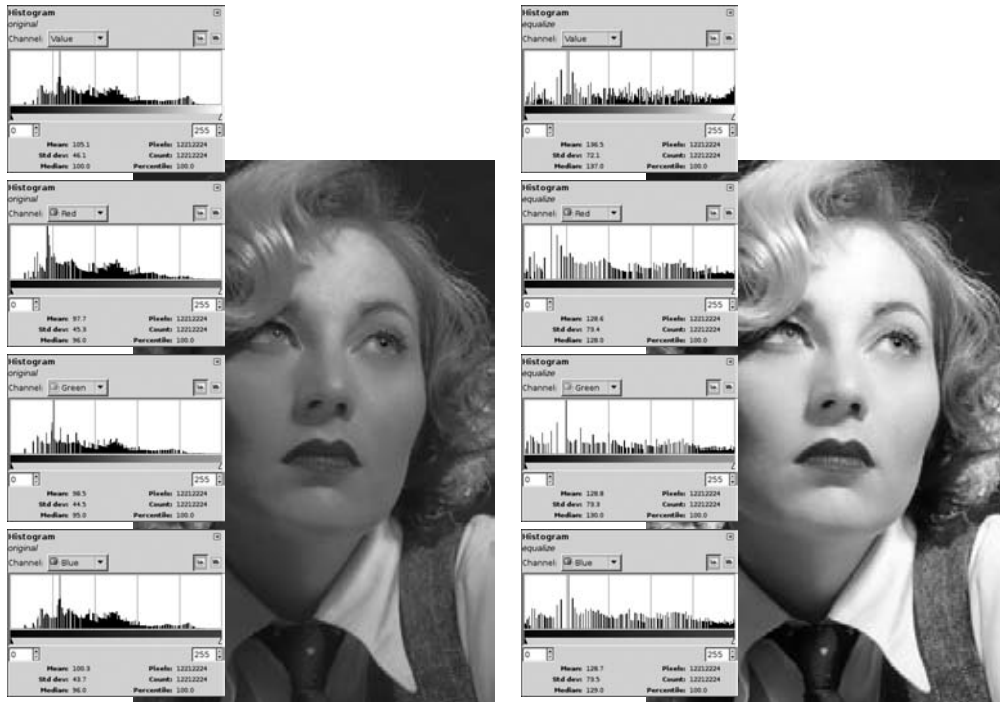 Histogram
original
Channel: Value
0 255
Mean: 105.1 Pixels: 12212224
Std dev: 46.1 Count: 12212224
Median: 100.0 Percentile: 100.0
Histogram
original
Channel: Red
0 255
Mean: 97.7 Pixels: 12212224
Std dev: 45.3 Count: 12212224
Median: 96.0 Percentile: 100.0
Histogram
original
Channel: Green
0 255
Mean: 98.5 Pixels: 12212224
Std dev: 44.5 Count: 12212224
Median: 95.0 Percentile: 100.0
Histogram
original
Channel: Blue
0 255
Mean: 100.3 Pixels: 12212224
Std dev: 43.7 Count: 12212224
Median: 96.0 Percentile: 100.0
Histogram
equalize
Channel: Value
0 255
Mean: 136.5 Pixels: 12212224
Std dev: 72.1 Count: 12212224
Median: 137.0 Percentile: 100.0
Histogram
equalize
Channel: Red
0 255
Mean: 128.6 Pixels: 12212224
Std dev: 73.4 Count: 12212224
Median: 128.0 Percentile: 100.0
Histogram
equalize
Channel: Green
0 255
Mean: 128.8 Pixels: 12212224
Std dev: 73.3 Count: 12212224
Median: 130.0 Percentile: 100.0
Histogram
equalize
Channel: Blue
0 255
Mean: 128.7 Pixels: 12212224
Std dev: 73.5 Count: 12212224
Median: 129.0 Percentile: 100.0